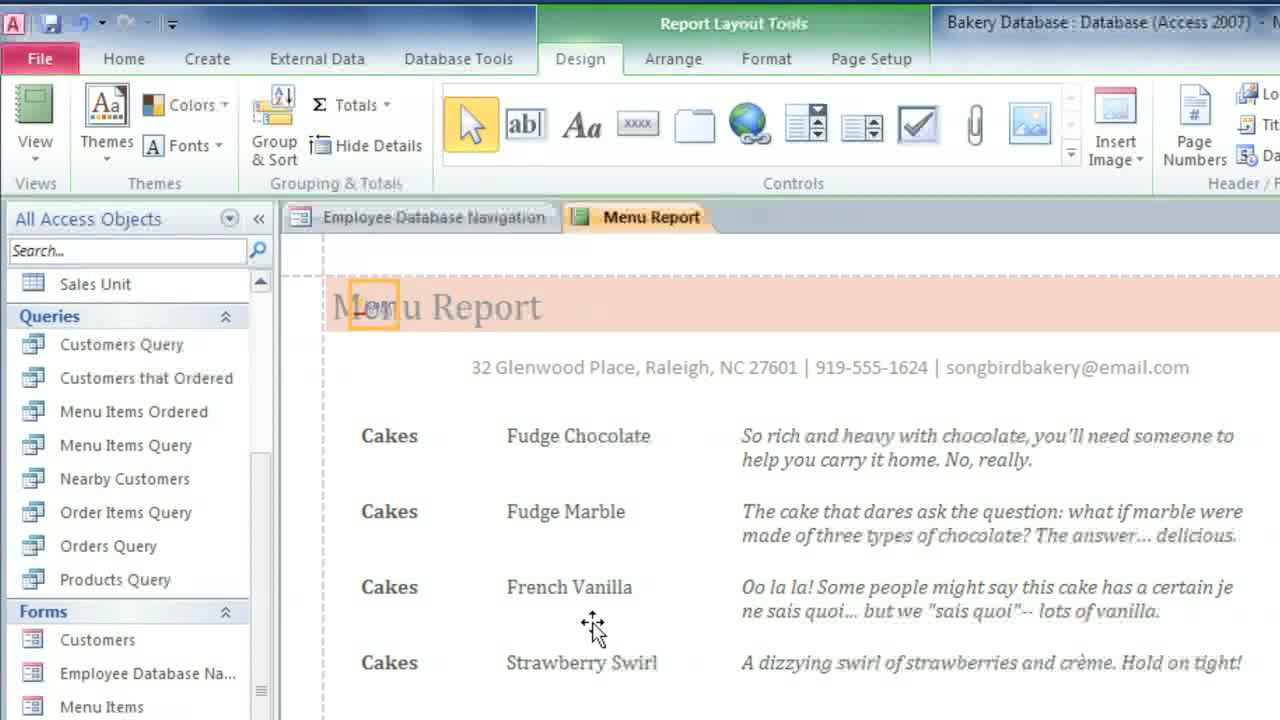 Report Layout Tools
Bakery Database : Database (Access 2007) -
File Home Create External Data Database Tools Design Arrange Format Page Setup
View
Aa
Themes
Colors
Fonts
Group
& Sort
Σ Totals
Hide Details
ab|
Aa
XXXX
Insert
Image
Page
Numbers
Views
Themes
Grouping & Totals
Controls
All Access Objects
Search...
Sales Unit
Queries
Customers Query
Customers that Ordered
Menu Items Ordered
Menu Items Query
Nearby Customers
Order Items Query
Orders Query
Products Query
Forms
Customers
Employee Database Na...
Menu Items
Employee Database Navigation
Menu Report
Menu Report
32 Glenwood Place, Raleigh, NC 27601 | 919-555-1624 | songbirdbakery@email.com
Cakes Fudge Chocolate So rich and heavy with chocolate, you'll need someone to
help you carry it home. No, really.
Cakes Fudge Marble The cake that dares ask the question: what if marble were
made of three types of chocolate? The answer... delicious.
Cakes French Vanilla Oo la la! Some people might say this cake has a certain je
ne sais quoi... but we "sais quoi"-- lots of vanilla.
Cakes Strawberry Swirl A dizzying swirl of strawberries and crème. Hold on tight!